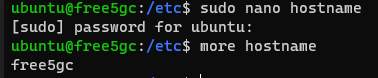 ubuntu@free5gc:/etc$ sudo nano hostname
[sudo] password for ubuntu:
ubuntu@free5gc:/etc$ more hostname
free5gc